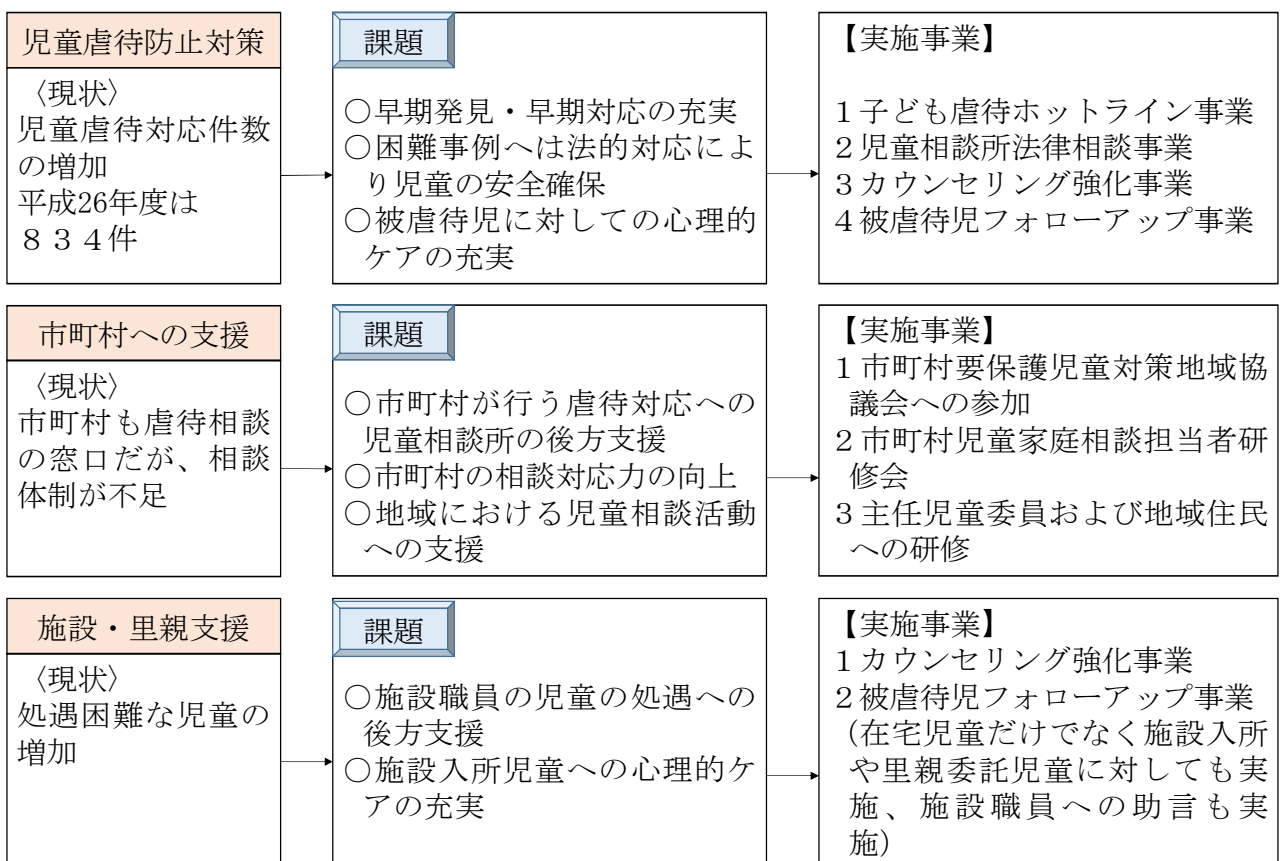 児童虐待防止対策
〈現状〉
児童虐待対応件数
の増加
平成26年度は
８３４件
課題
○早期発見・早期対応の充実
○困難事例へは法的対応によ
り児童の安全確保
○被虐待児に対しての心理的
ケアの充実
【実施事業】
１子ども虐待ホットライン事業
２児童相談所法律相談事業
３カウンセリング強化事業
４被虐待児フォローアップ事業
市町村への支援
〈現状〉
市町村も虐待相談
の窓口だが、相談
体制が不足
課題
○市町村が行う虐待対応への
児童相談所の後方支援
○市町村の相談対応力の向上
○地域における児童相談活動
への支援
【実施事業】
１市町村要保護児童対策地域協
議会への参加
２市町村児童家庭相談担当者研
修会
３主任児童委員および地域住民
への研修
施設・里親支援
〈現状〉
処遇困難な児童の
増加
課題
○施設職員の児童の処遇への
後方支援
○施設入所児童への心理的ケ
アの充実
【実施事業】
１カウンセリング強化事業
２被虐待児フォローアップ事業
(在宅児童だけでなく施設入所
や里親委託児童に対しても実
施、施設職員への助言も実
施)